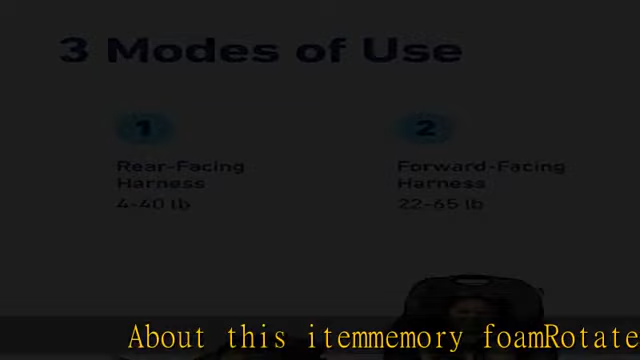 3 Modes of Use
1
2
Rear-Facing
Harness
4-40 lb
Forward-Facing
Harness
22-65 lb
About this itemmemory foamRotate